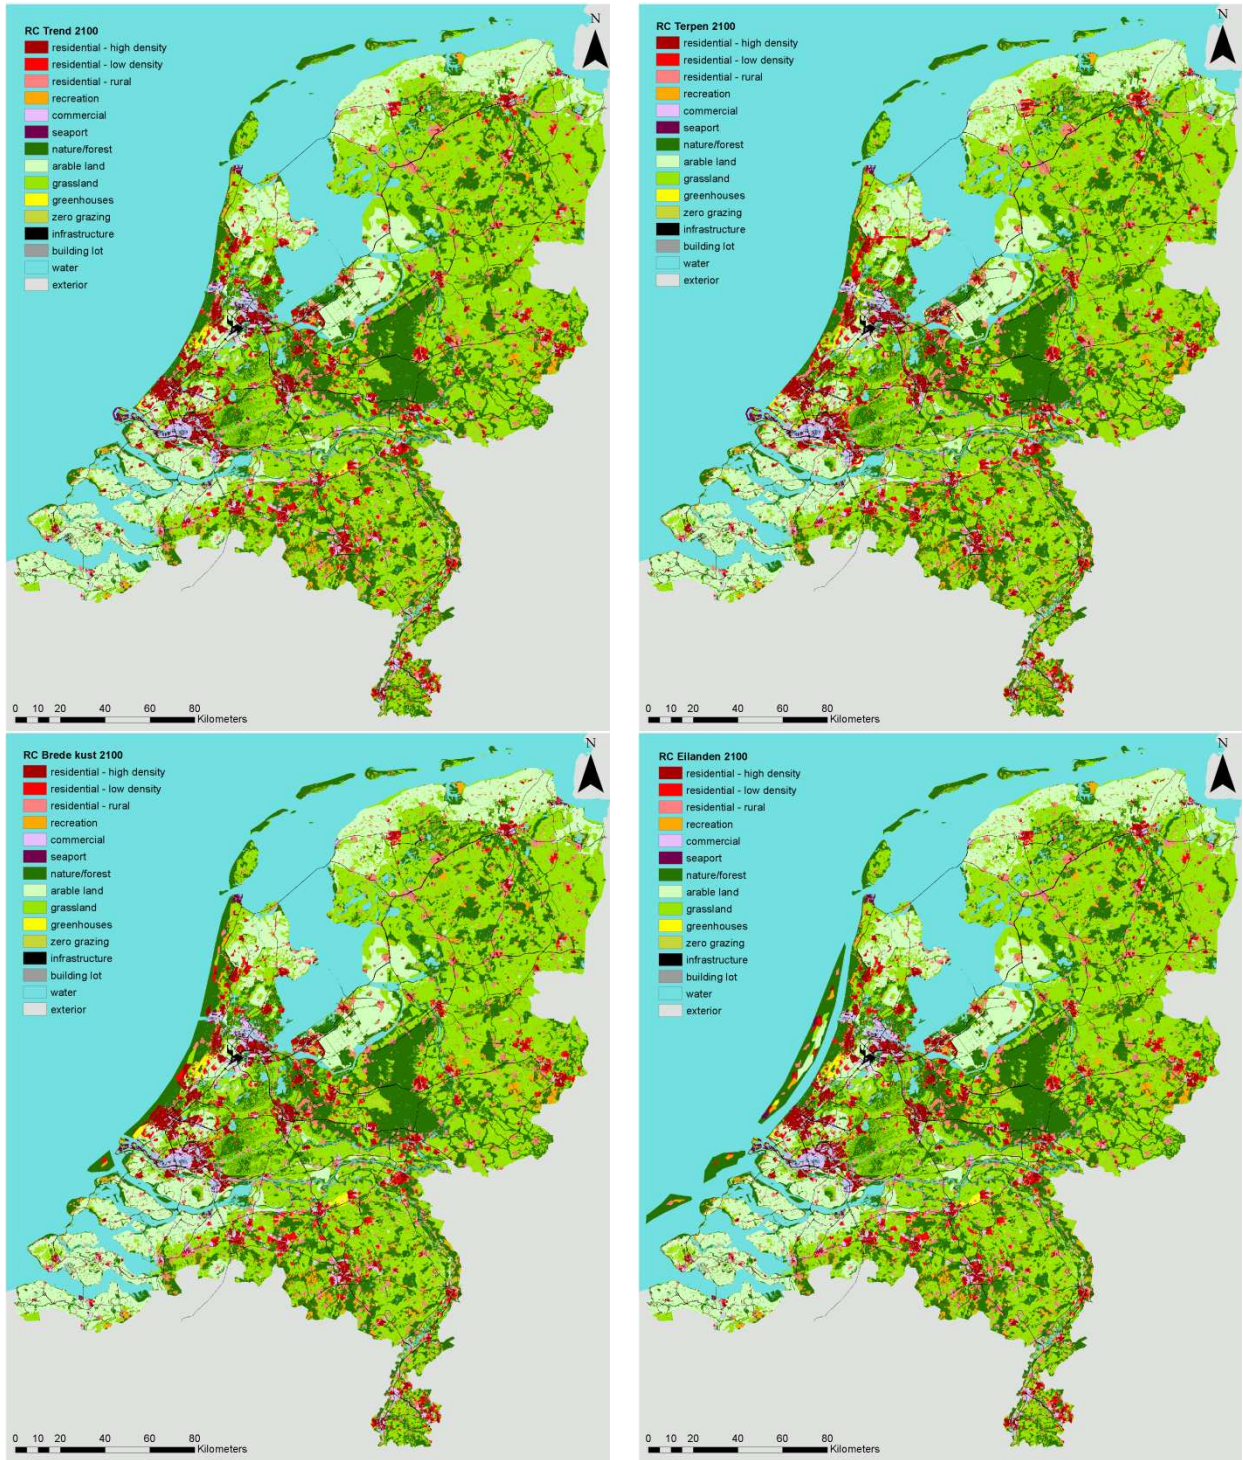 RC Trend 2100
residential - high density
residential - low density
residential - rural
recreation
commercial
seaport
nature/forest
arable land
grassland
greenhouses
zero grazing
infrastructure
building lot
water
exterior
N
0 10 20 40 60 80
Kilometers
RC Terpen 2100
residential - high density
residential - low density
residential - rural
recreation
commercial
seaport
nature/forest
arable land
grassland
greenhouses
zero grazing
infrastructure
building lot
water
exterior
N
0 10 20 40 60 80
Kilometers
RC Brede kust 2100
residential - high density
residential - low density
residential - rural
recreation
commercial
seaport
nature/forest
arable land
grassland
greenhouses
zero grazing
infrastructure
building lot
water
exterior
N
0 10 20 40 60 80
Kilometers
RC Eilanden 2100
residential - high density
residential - low density
residential - rural
recreation
commercial
seaport
nature/forest
arable land
grassland
greenhouses
zero grazing
infrastructure
building lot
water
exterior
N
0 10 20 40 60 80
Kilometers